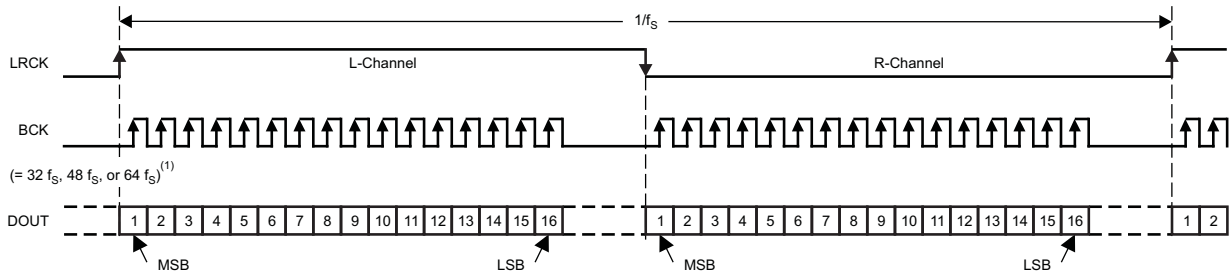 1/fS
LRCK
L-Channel
R-Channel
BCK
(= 32 fS, 48 fS, or 64 fS)(1)
DOUT
1 2 3 4 5 6 7 8 9 10 11 12 13 14 15 16 1 2 3 4 5 6 7 8 9 10 11 12 13 14 15 16 1 2
MSB LSB MSB LSB